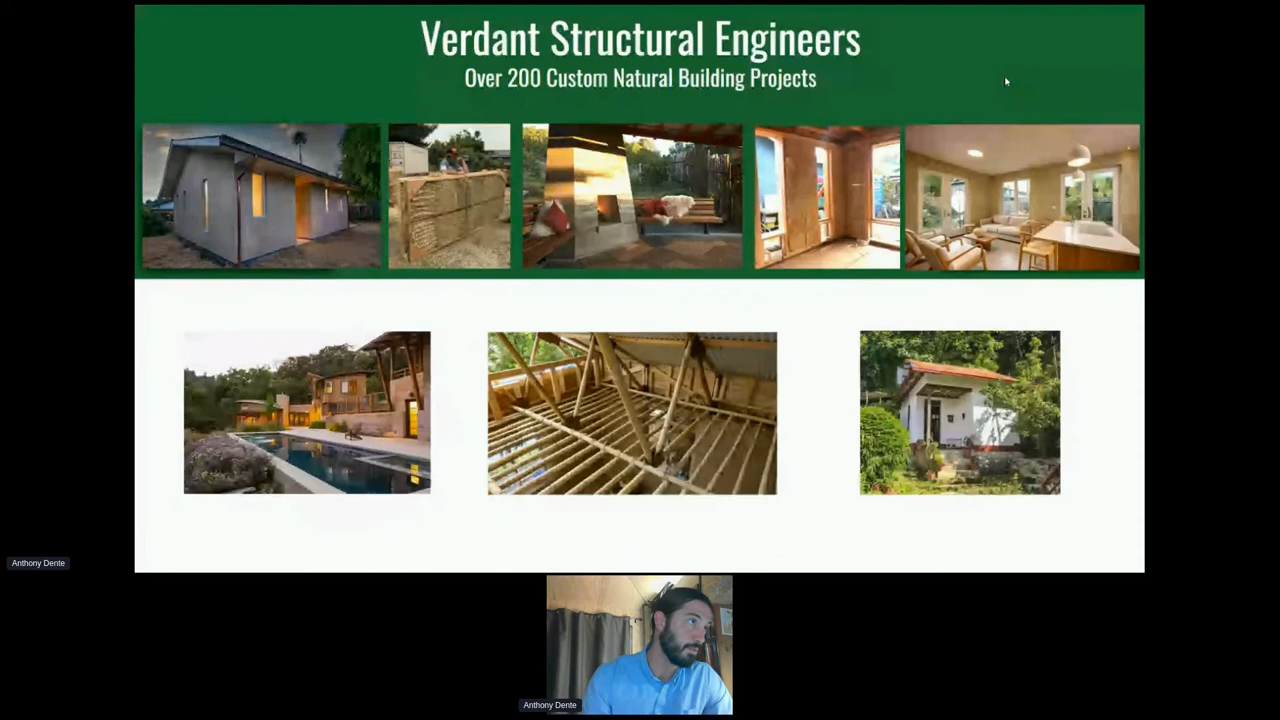 Verdant Structural Engineers
Over 200 Custom Natural Building Projects
Anthony Dente
Anthony Dente